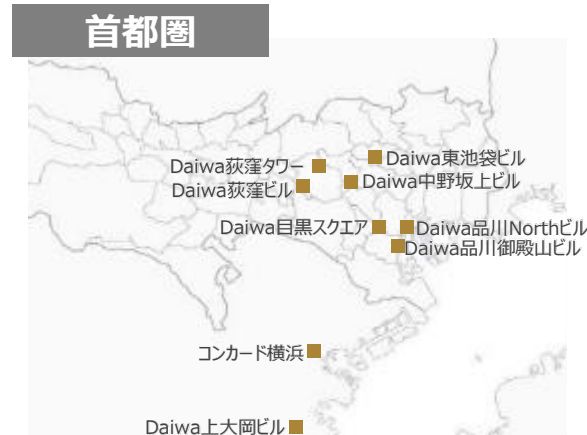 首都圏
Daiwa東池袋ビル
Daiwa荻窪タワー
Daiwa中野坂上ビル
Daiwa荻窪ビル
Daiwa目黒スクエア
Daiwa品川Northビル
Daiwa品川御殿山ビル
コンカード横浜
Daiwa上大岡ビル